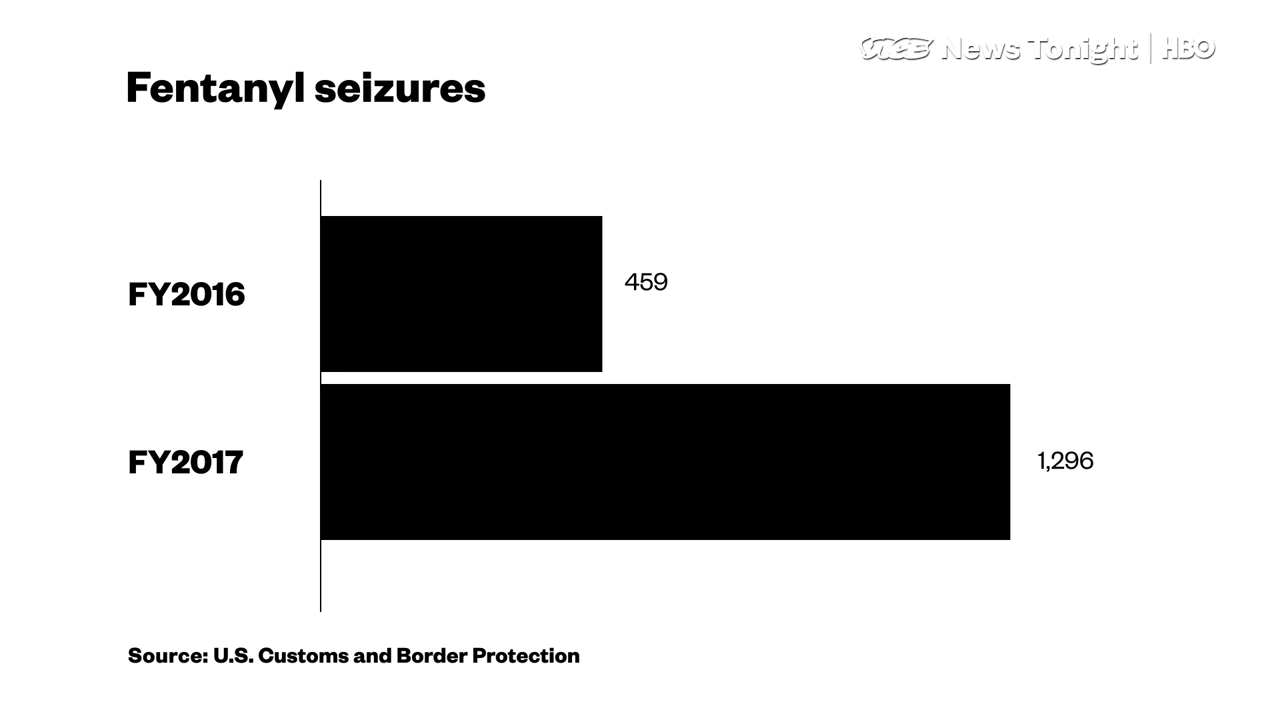 VICE News Tonight | HBO
Fentanyl seizures
FY2016
459
FY2017
1,296
Source: U.S. Customs and Border Protection